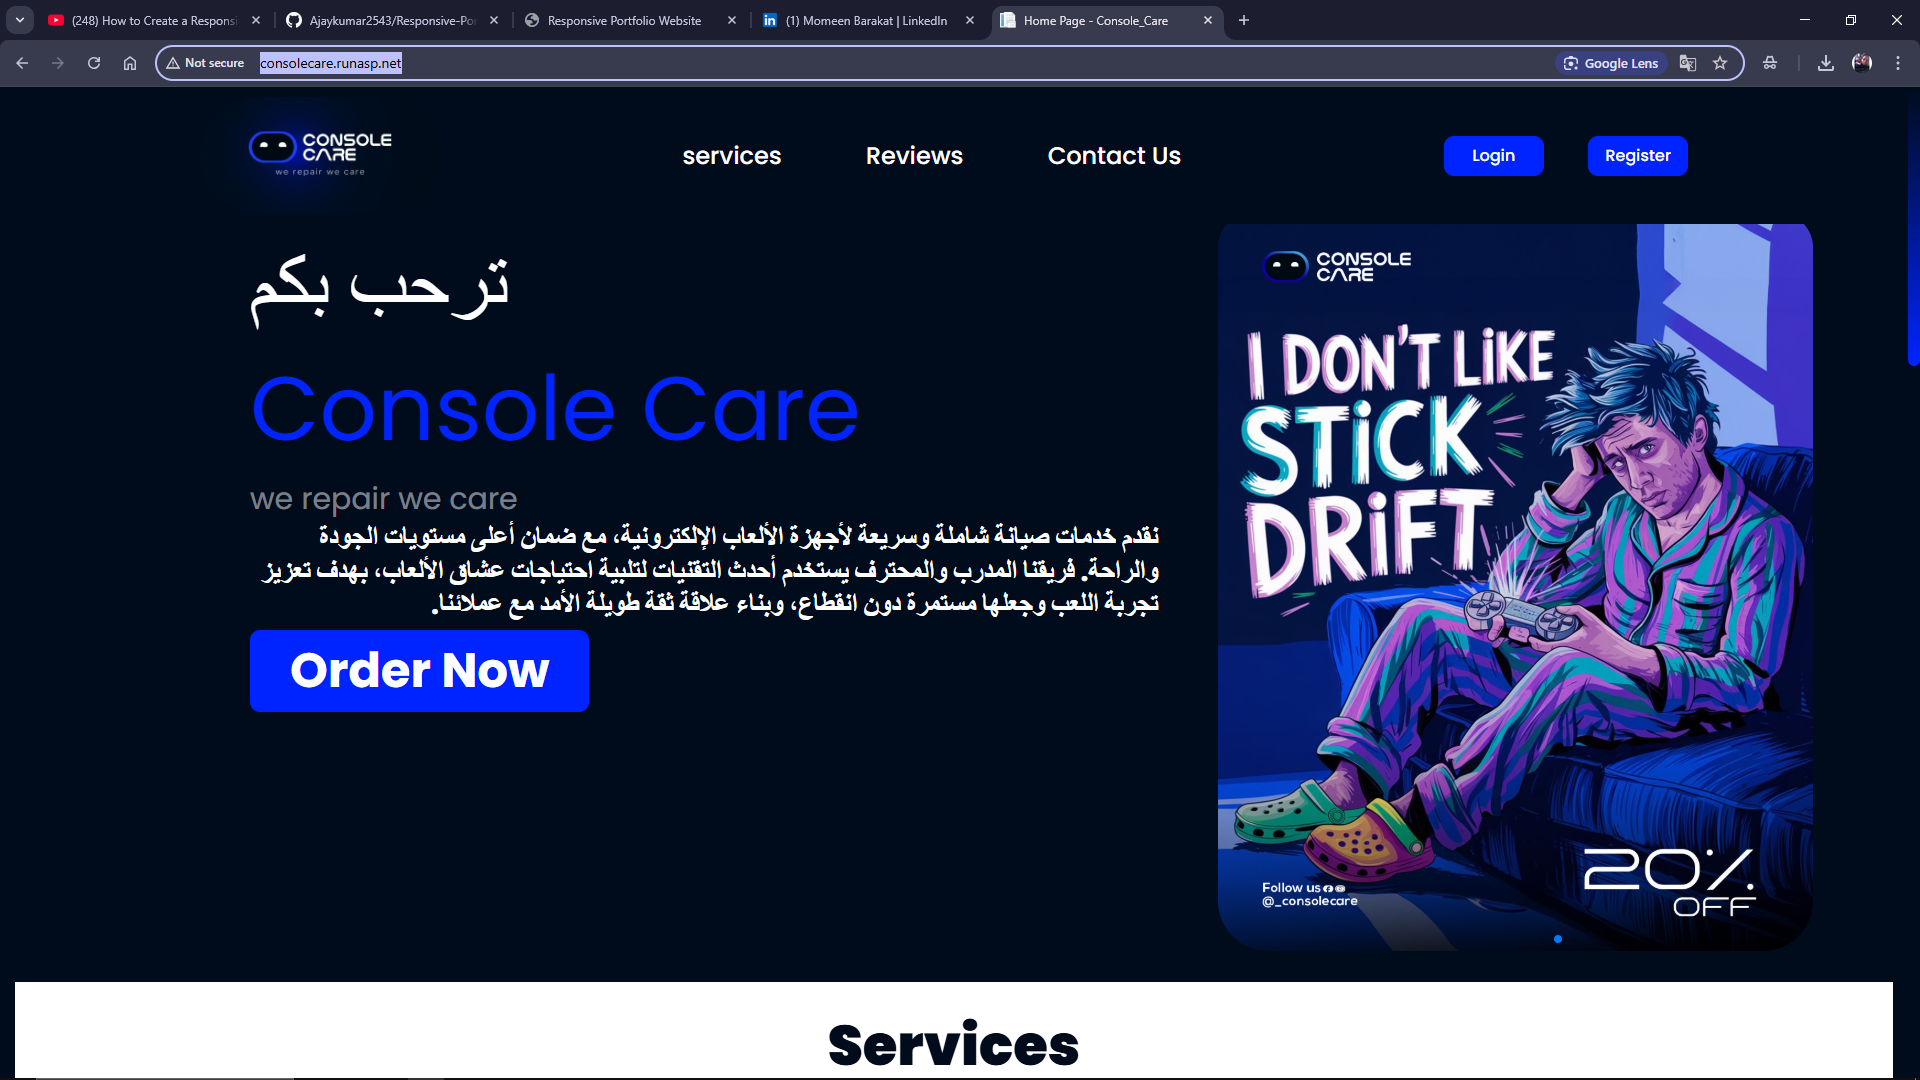 (248) How to Create a Responsi
Ajaykumar2543/Responsive-Por
Responsive Portfolio Website
(1) Momeen Barakat | LinkedIn
Home Page - Console_Care
Not secure
consolecare.runasp.net
Google Lens
CONSOLE
CARE
we repair we care
services
Reviews
Contact Us
Login
Register
ترحب بكم
Console Care
we repair we care
نقدم خدمات صيانة شاملة وسريعة لأجهزة الألعاب الإلكترونية، مع ضمان أعلى مستويات الجودة
والراحة. فريقنا المدرب والمحترف يستخدم أحدث التقنيات لتلبية احتياجات عشاق الألعاب، بهدف تعزيز
تجربة اللعب وجعلها مستمرة دون انقطاع، وبناء علاقة ثقة طويلة الأمد مع عملائنا.
Order Now
CONSOLE
CARE
I DON'T LIKE
STICK
DRIFT
Follow us
@_consolecare
20%
OFF
Services